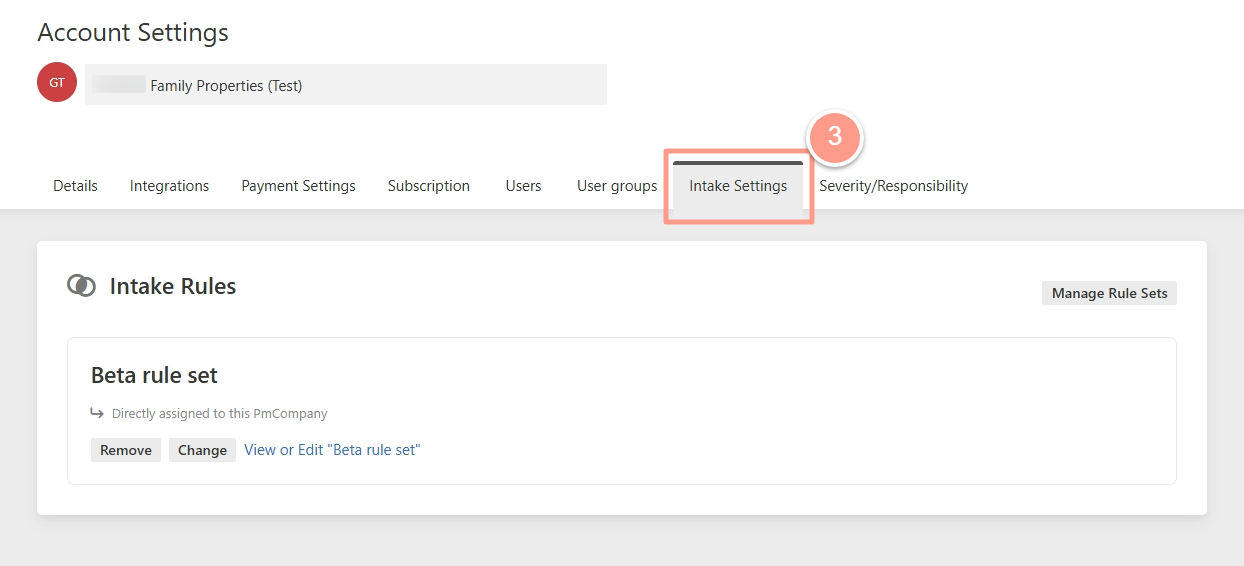 Account Settings
GT
Family Properties (Test)
3
Details Integrations Payment Settings Subscription Users User groups Intake Settings Severity/Responsibility
Intake Rules
Manage Rule Sets
Beta rule set
Directly assigned to this PmCompany
Remove Change View or Edit "Beta rule set"